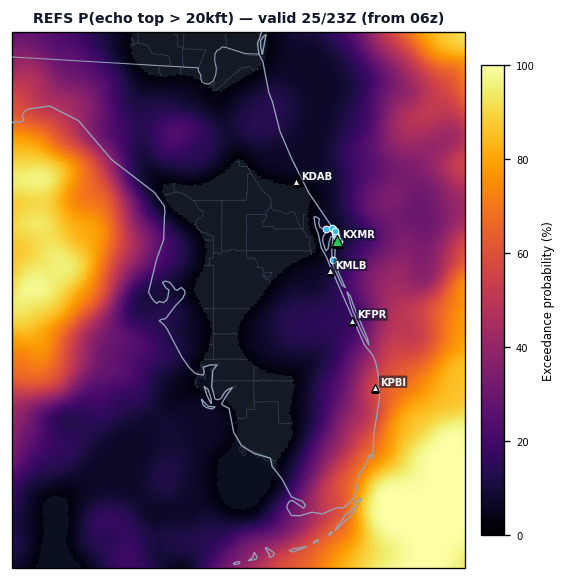 REFS P(echo top > 20kft) — valid 25/23Z (from 06z)
KDAB
KXMR
KMLB
KFPR
KPBI
100
80
60
40
20
0
Exceedance probability (%)